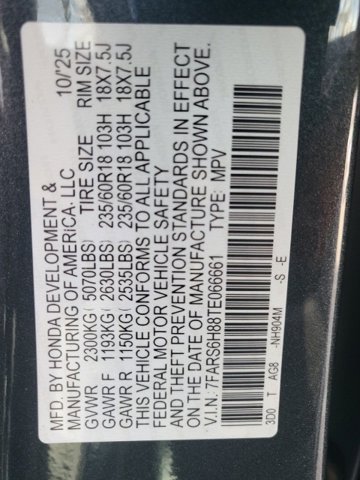 MFD. BY HONDA DEVELOPMENT & 10/'25
MANUFACTURING OF AMERICA, LLC
TIRE SIZE RIM SIZE
GVWR 2300KG (5070LBS)
GAWR F 1193KG (2630LBS) 235/60R18 103H 18X7.5J
GAWR R 1150KG (2535LBS) 235/60R18 103H 18X7.5J
THIS VEHICLE CONFORMS TO ALL APPLICABLE
FEDERAL MOTOR VEHICLE SAFETY
AND THEFT PREVENTION STANDARDS IN EFFECT
ON THE DATE OF MANUFACTURE SHOWN ABOVE.
V.I.N.: 7FARS6H88TE096661 TYPE: MPV
3D0 T AG8 -NH904M -S -E